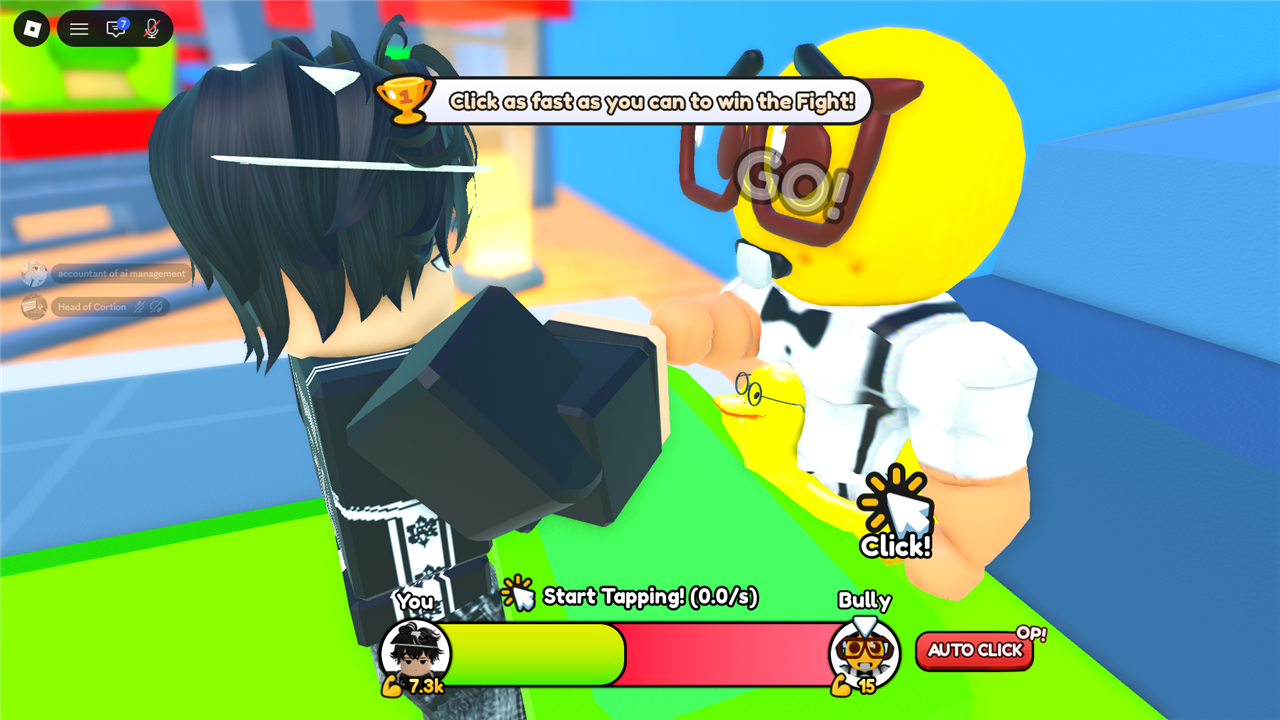 7
Click as fast as you can to win the Fight!
1
GO!
accountant of ai management
Head of Cortion
Click!
Start Tapping! (0.0/s)
You
Bully
OP!
AUTO CLICK
7.3k
15